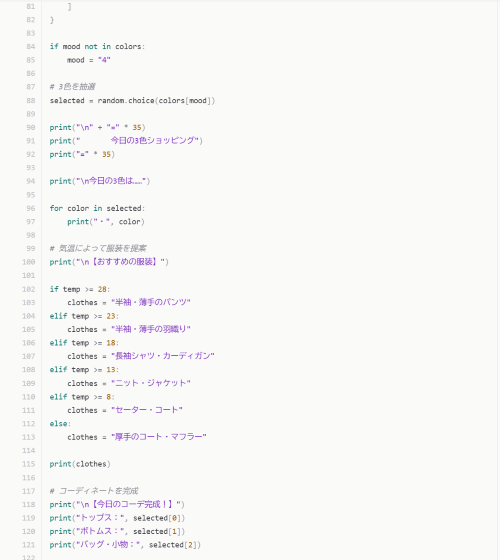 81         ]
82     }
83
84     if mood not in colors:
85         mood = "4"
86
87     # 3色を抽選
88     selected = random.choice(colors[mood])
89
90     print("\n" + "=" * 35)
91     print("       今日の3色ショッピング")
92     print("=" * 35)
93
94     print("\n今日の3色は……")
95
96     for color in selected:
97         print("・", color)
98
99     # 気温によって服装を提案
100    print("\n【おすすめの服装】")
101
102    if temp >= 28:
103        clothes = "半袖・薄手のパンツ"
104    elif temp >= 23:
105        clothes = "半袖・薄手の羽織り"
106    elif temp >= 18:
107        clothes = "長袖シャツ・カーディガン"
108    elif temp >= 13:
109        clothes = "ニット・ジャケット"
110    elif temp >= 8:
111        clothes = "セーター・コート"
112    else:
113        clothes = "厚手のコート・マフラー"
114
115    print(clothes)
116
117    # コーディネートを完成
118    print("\n【今日のコーデ完成！】")
119    print("トップス：", selected[0])
120    print("ボトムス：", selected[1])
121    print("バッグ・小物：", selected[2])
122